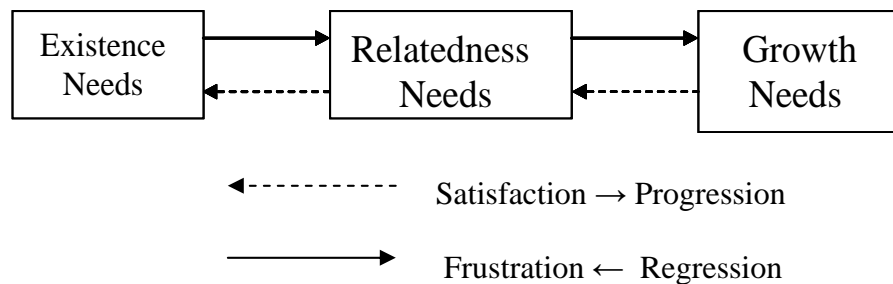 Existence
Needs
Relatedness
Needs
Growth
Needs
Satisfaction → Progression
Frustration ← Regression